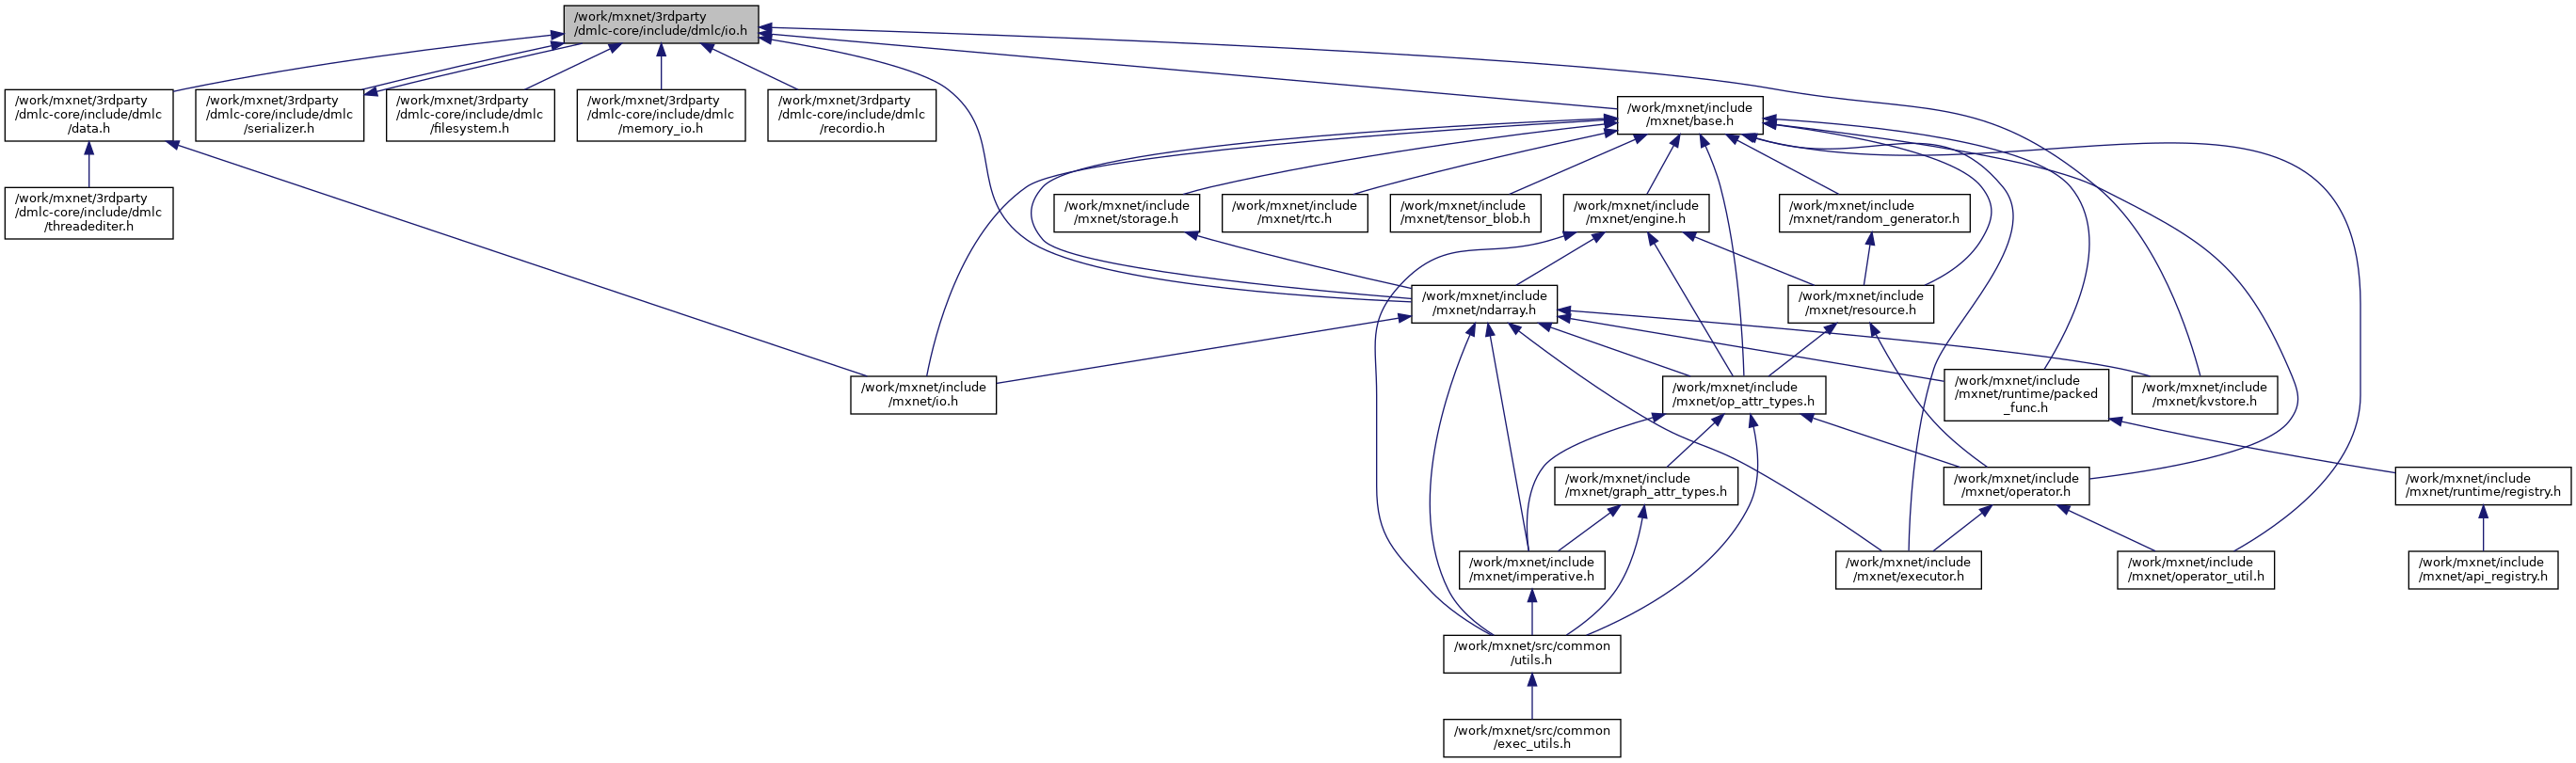 /work/mxnet/3rdparty
/dmlc-core/include/dmlc/io.h
/work/mxnet/3rdparty
/dmlc-core/include/dmlc
/data.h
/work/mxnet/3rdparty
/dmlc-core/include/dmlc
/serializer.h
/work/mxnet/3rdparty
/dmlc-core/include/dmlc
/filesystem.h
/work/mxnet/3rdparty
/dmlc-core/include/dmlc
/memory_io.h
/work/mxnet/3rdparty
/dmlc-core/include/dmlc
/recordio.h
/work/mxnet/include
/mxnet/base.h
/work/mxnet/3rdparty
/dmlc-core/include/dmlc
/threadediter.h
/work/mxnet/include
/mxnet/storage.h
/work/mxnet/include
/mxnet/rtc.h
/work/mxnet/include
/mxnet/tensor_blob.h
/work/mxnet/include
/mxnet/engine.h
/work/mxnet/include
/mxnet/random_generator.h
/work/mxnet/include
/mxnet/ndarray.h
/work/mxnet/include
/mxnet/resource.h
/work/mxnet/include
/mxnet/io.h
/work/mxnet/include
/mxnet/op_attr_types.h
/work/mxnet/include
/mxnet/runtime/packed
_func.h
/work/mxnet/include
/mxnet/kvstore.h
/work/mxnet/include
/mxnet/graph_attr_types.h
/work/mxnet/include
/mxnet/operator.h
/work/mxnet/include
/mxnet/runtime/registry.h
/work/mxnet/include
/mxnet/imperative.h
/work/mxnet/include
/mxnet/executor.h
/work/mxnet/include
/mxnet/operator_util.h
/work/mxnet/include
/mxnet/api_registry.h
/work/mxnet/src/common
/utils.h
/work/mxnet/src/common
/exec_utils.h